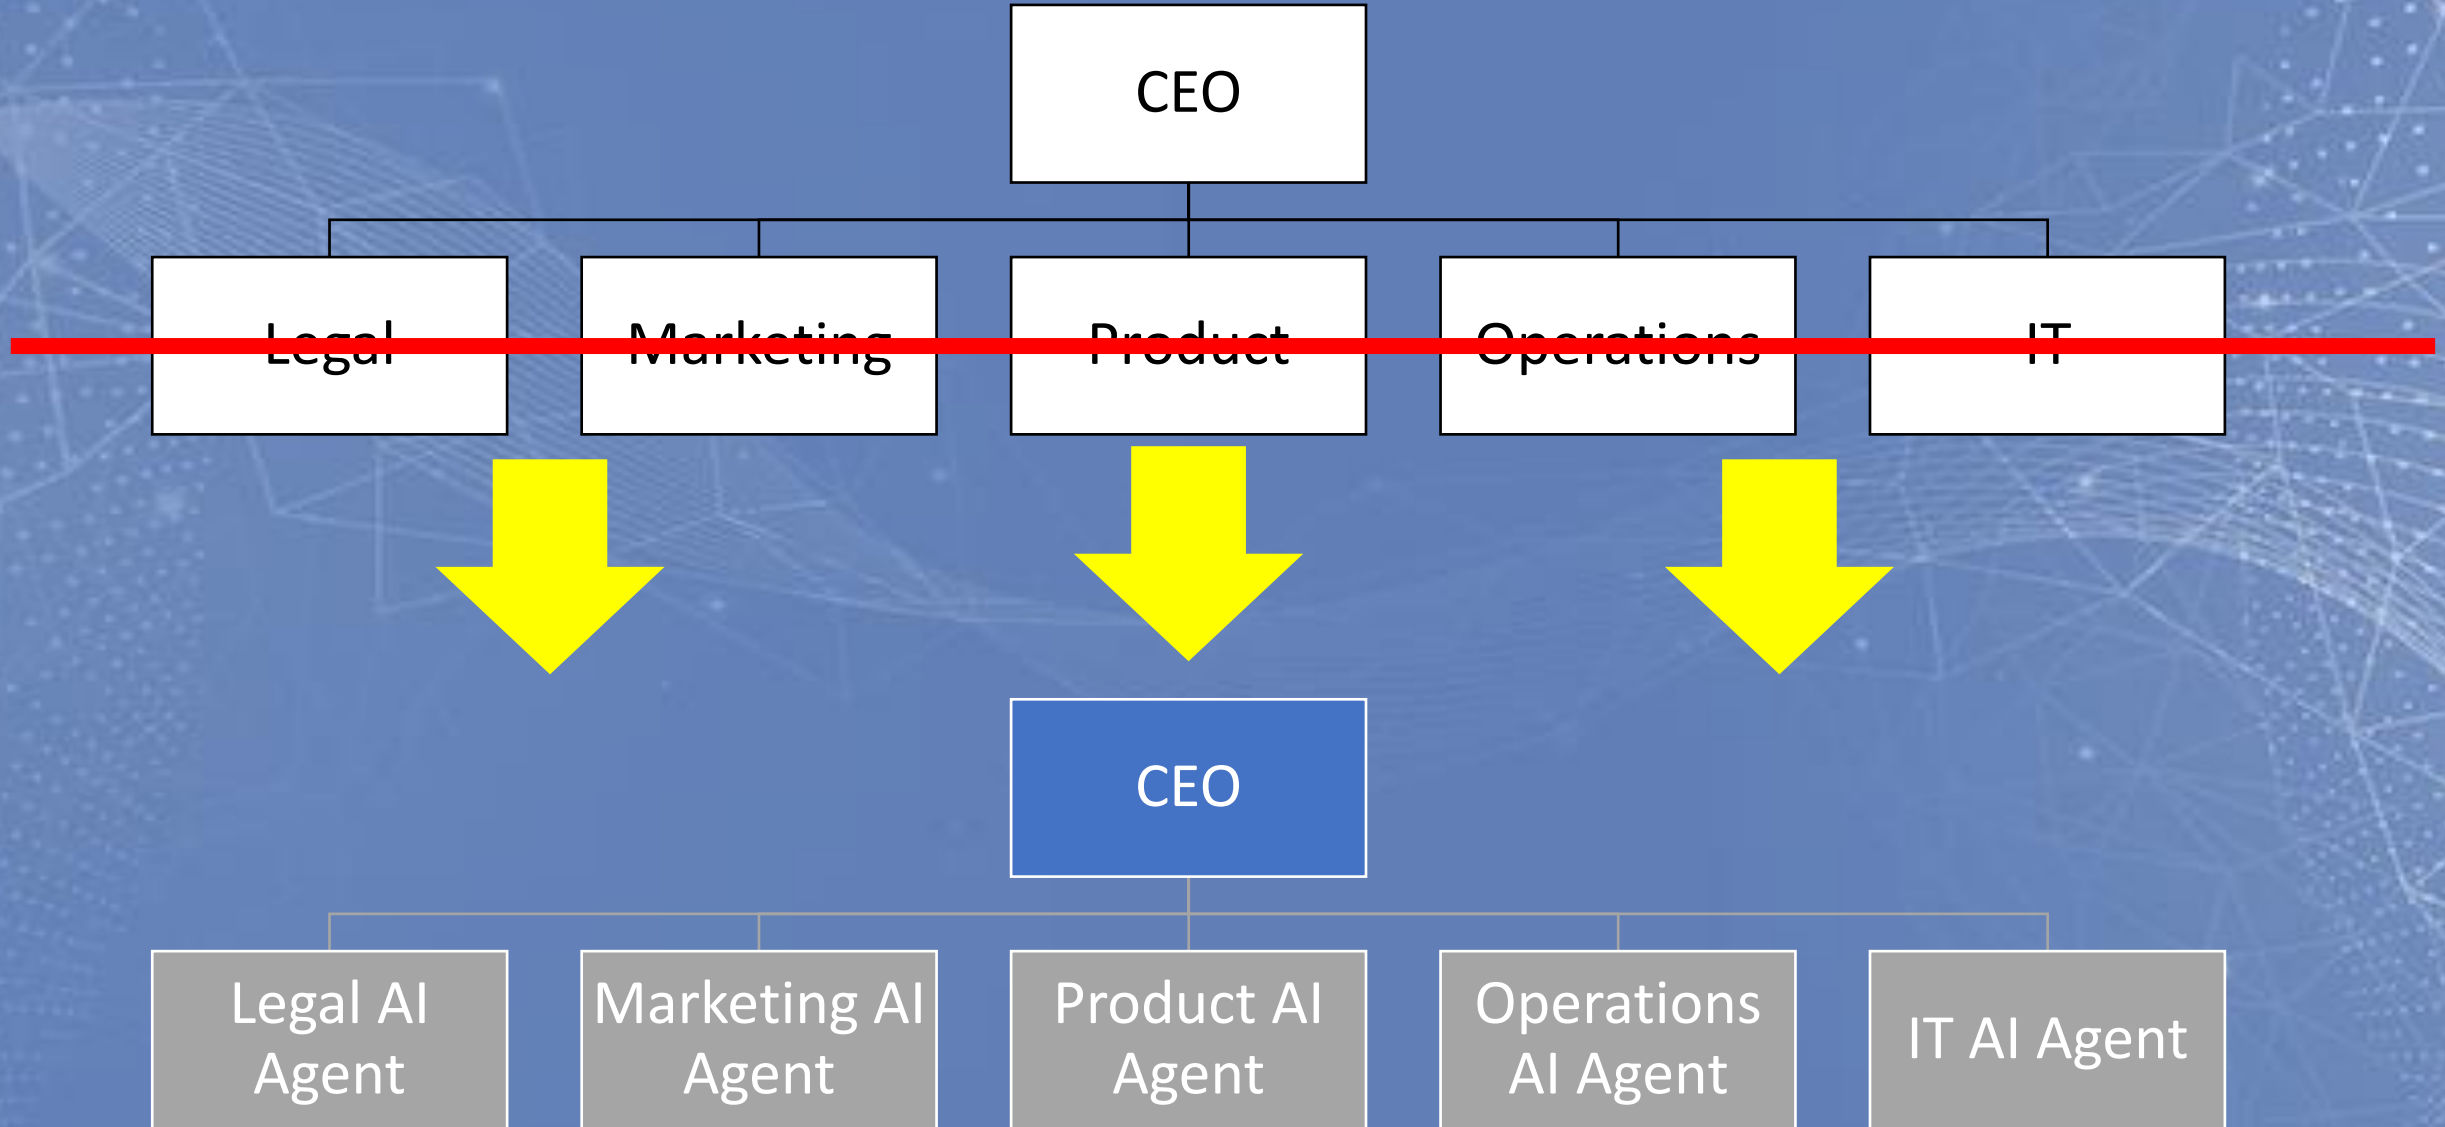 CEO
Legal
Marketing
Product
Operations
IT
CEO
Legal AI
Agent
Marketing AI
Agent
Product AI
Agent
Operations
AI Agent
IT AI Agent